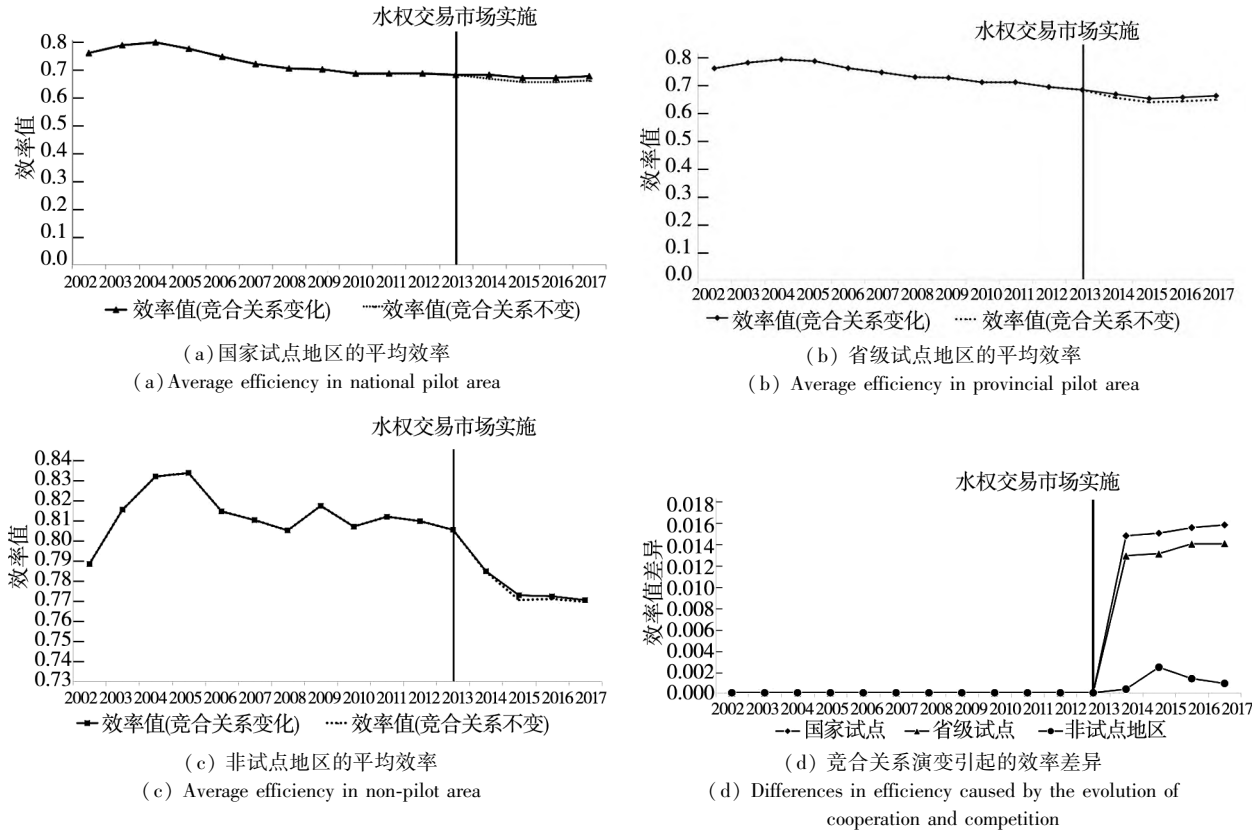 水权交易市场实施
0.8
0.7
0.6
0.5
0.4
0.3
0.2
0.1
0.0
效率值
2002 2003 2004 2005 2006 2007 2008 2009 2010 2011 2012 2013 2014 2015 2016 2017
效率值(竞合关系变化) 效率值(竞合关系不变)
(a)国家试点地区的平均效率
(a)Average efficiency in national pilot area
水权交易市场实施
0.8
0.7
0.6
0.5
0.4
0.3
0.2
0.1
0.0
效率值
2002 2003 2004 2005 2006 2007 2008 2009 2010 2011 2012 2013 2014 2015 2016 2017
效率值(竞合关系变化) 效率值(竞合关系不变)
(b) 省级试点地区的平均效率
(b) Average efficiency in provincial pilot area
水权交易市场实施
0.84
0.83
0.82
0.81
0.80
0.79
0.78
0.77
0.76
0.75
0.74
0.73
效率值
2002 2003 2004 2005 2006 2007 2008 2009 2010 2011 2012 2013 2014 2015 2016 2017
效率值(竞合关系变化) 效率值(竞合关系不变)
(c) 非试点地区的平均效率
(c) Average efficiency in non-pilot area
水权交易市场实施
0.018
0.016
0.014
0.012
0.010
0.008
0.006
0.004
0.002
0.000
效率值差异
2002 2003 2004 2005 2006 2007 2008 2009 2010 2011 2012 2013 2014 2015 2016 2017
国家试点 省级试点 非试点地区
(d) 竞合关系演变引起的效率差异
(d) Differences in efficiency caused by the evolution of
cooperation and competition